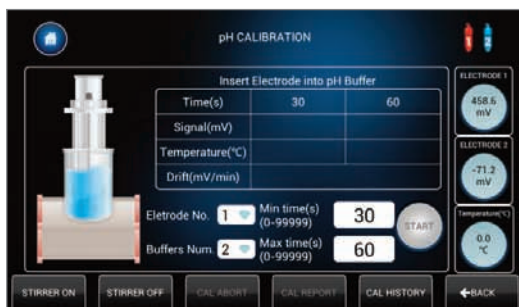 pH CALIBRATION
1 2
Insert Electrode into pH Buffer
Time(s) 30 60
Signal(mV)
Temperature(℃)
Drift(mV/min)
Eletrode No. 1 Min time(s) 30
(0-99999)
START
Buffers Num. 2 Max time(s) 60
(0-99999)
ELECTRODE 1
458.6
mV
ELECTRODE 2
-71.2
mV
Temperature(℃)
0.0
℃
STIRRER ON STIRRER OFF CAL ABORT CAL REPORT CAL HISTORY ←BACK